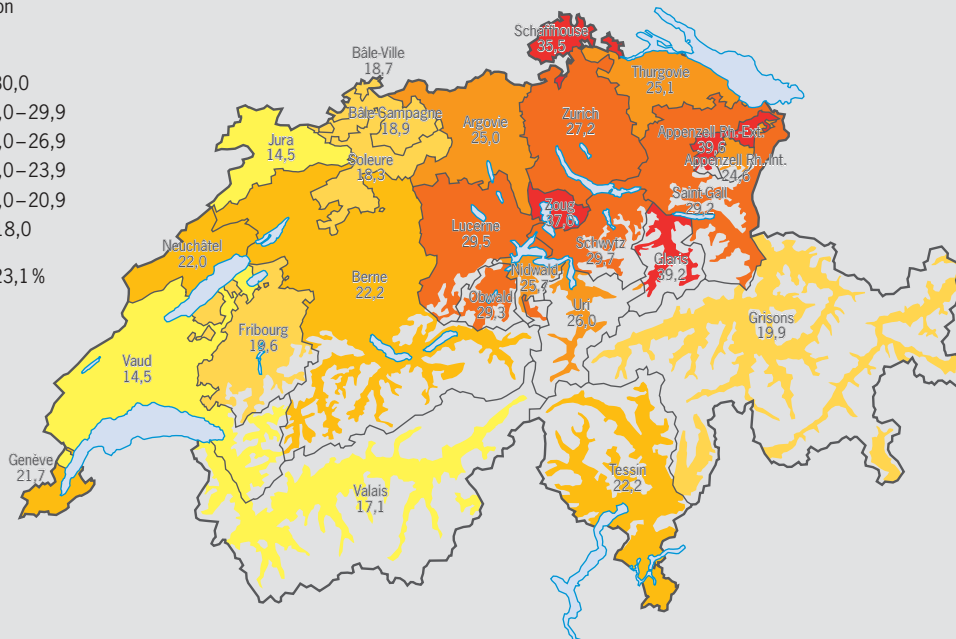 on
30,0
,0–29,9
,0–26,9
,0–23,9
,0–20,9
18,0
23,1 %
Schaffhouse
35,5
Bâle-Ville
18,7
Thurgovie
25,1
Bâle-Campagne
18,9
Argovie
25,0
Zurich
27,2
Appenzell Rh.-Ext.
39,6
Jura
14,5
Soleure
18,3
Appenzell Rh.-Int.
24,6
Saint-Gall
29,2
Zoug
37,0
Lucerne
29,5
Neuchâtel
22,0
Schwytz
29,7
Glaris
39,2
Berne
22,2
Nidwald
25,7
Obwald
29,3
Uri
26,0
Grisons
19,9
Fribourg
19,6
Vaud
14,5
Genève
21,7
Valais
17,1
Tessin
22,2